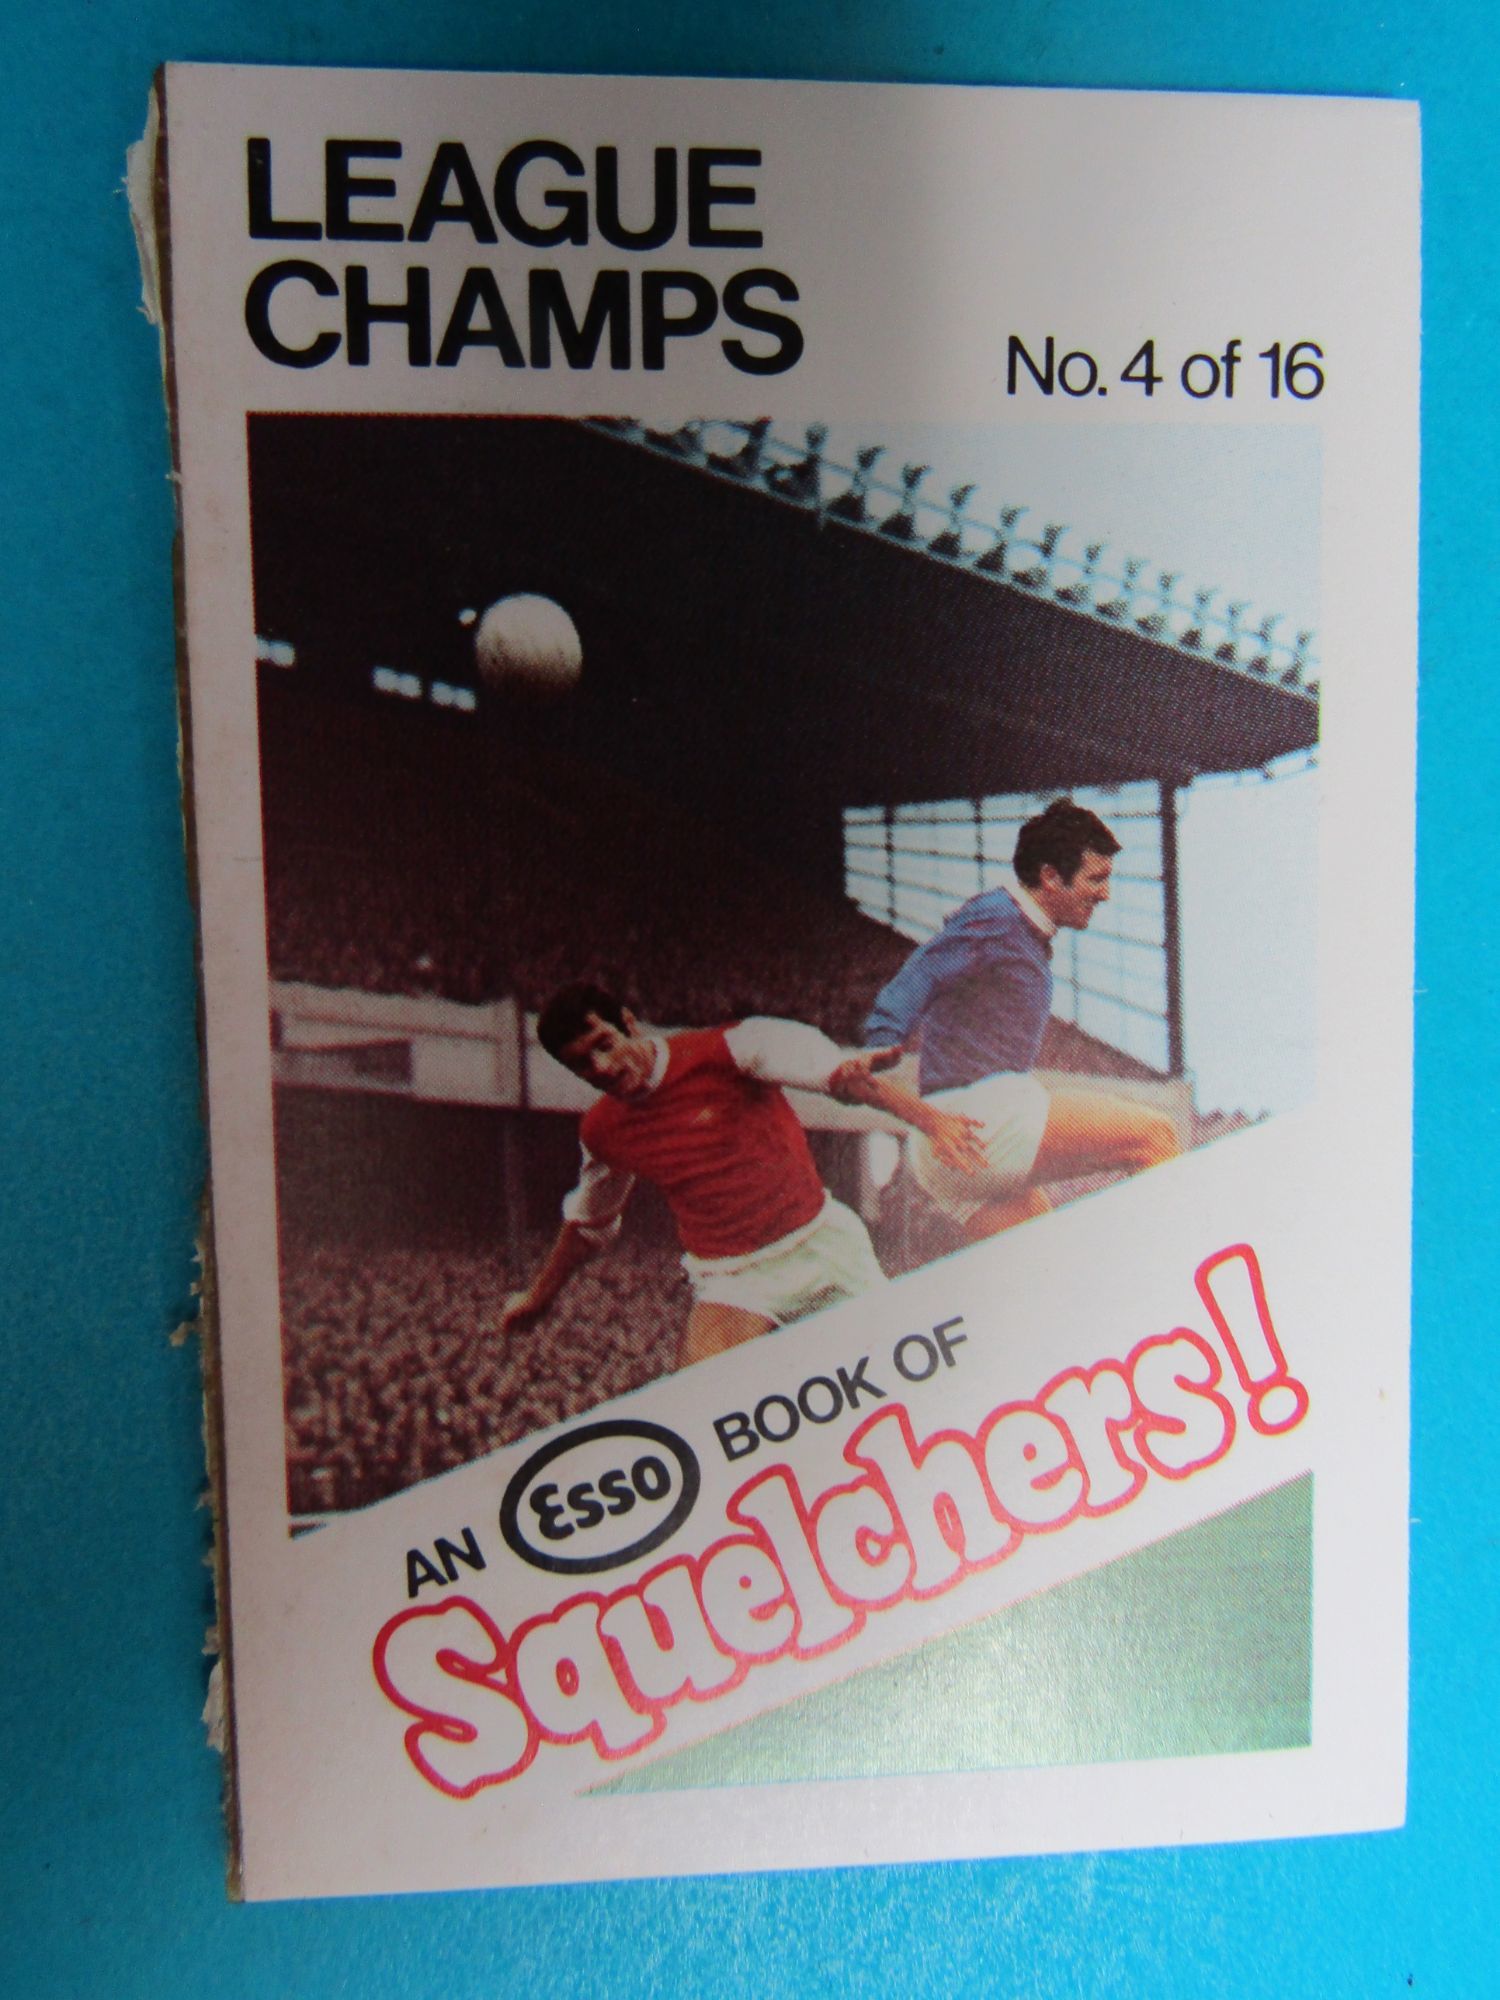 LEAGUE
CHAMPS
No. 4 of 16
AN Esso BOOK OF
Squelchers!